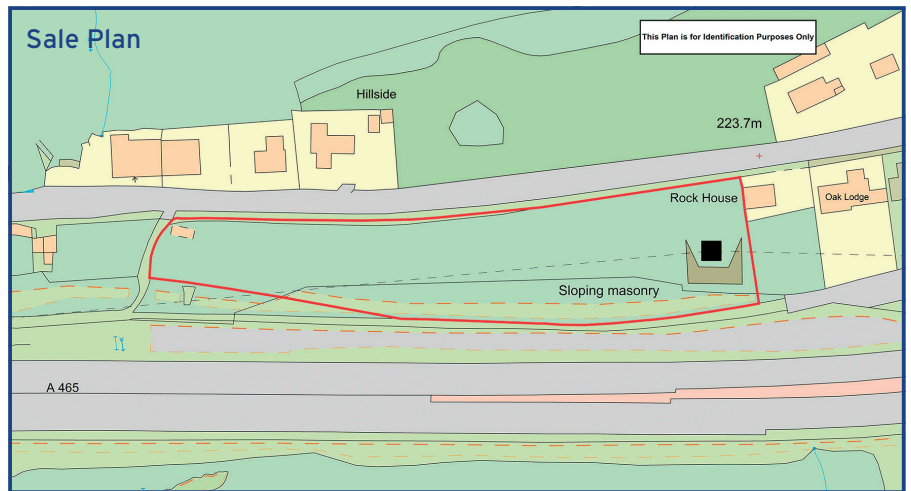 Sale Plan
This Plan is for Identification Purposes Only
Hillside
223.7m
Rock House
Oak Lodge
Sloping masonry
A 465